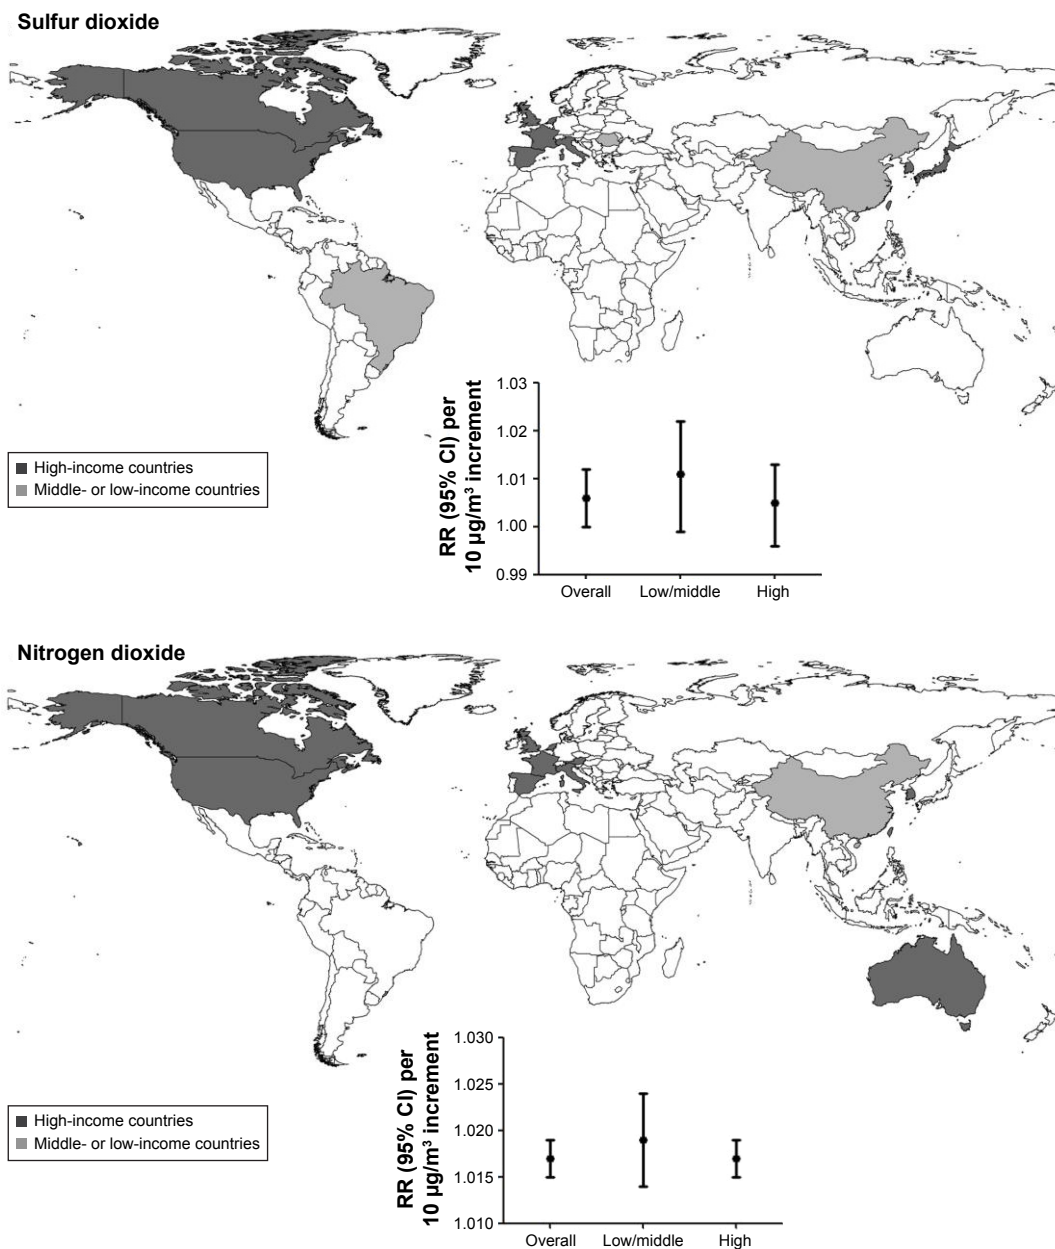 Sulfur dioxide
High-income countries
Middle- or low-income countries
RR (95% CI) per
10 µg/m³ increment
1.03
1.02
1.01
1.00
0.99
Overall
Low/middle
High
Nitrogen dioxide
High-income countries
Middle- or low-income countries
RR (95% CI) per
10 µg/m³ increment
1.030
1.025
1.020
1.015
1.010
Overall
Low/middle
High